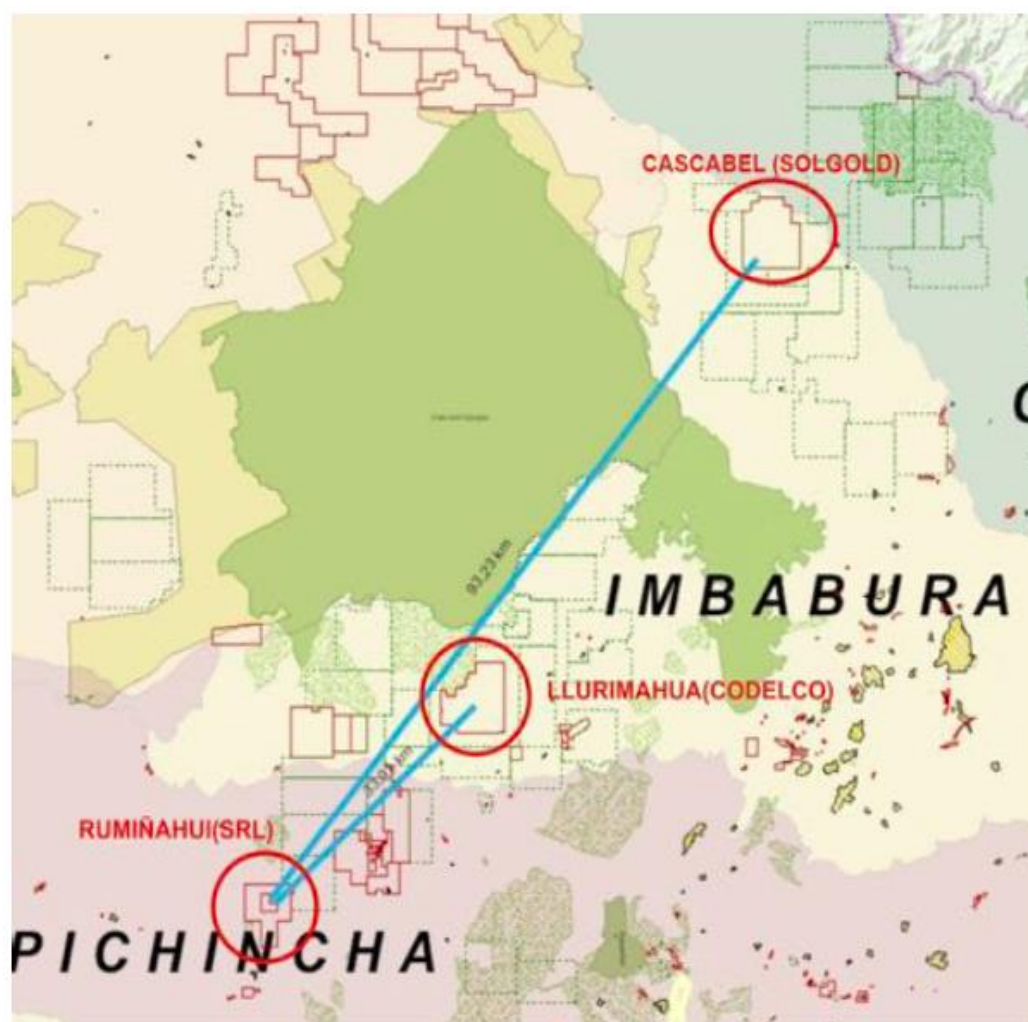 CASCABEL (SOLGOLD)
93,23 km
IMBABURA
LLURIMAHUA(CODELCO)
RUMIÑAHUI(SRL)
PICHINCHA
C